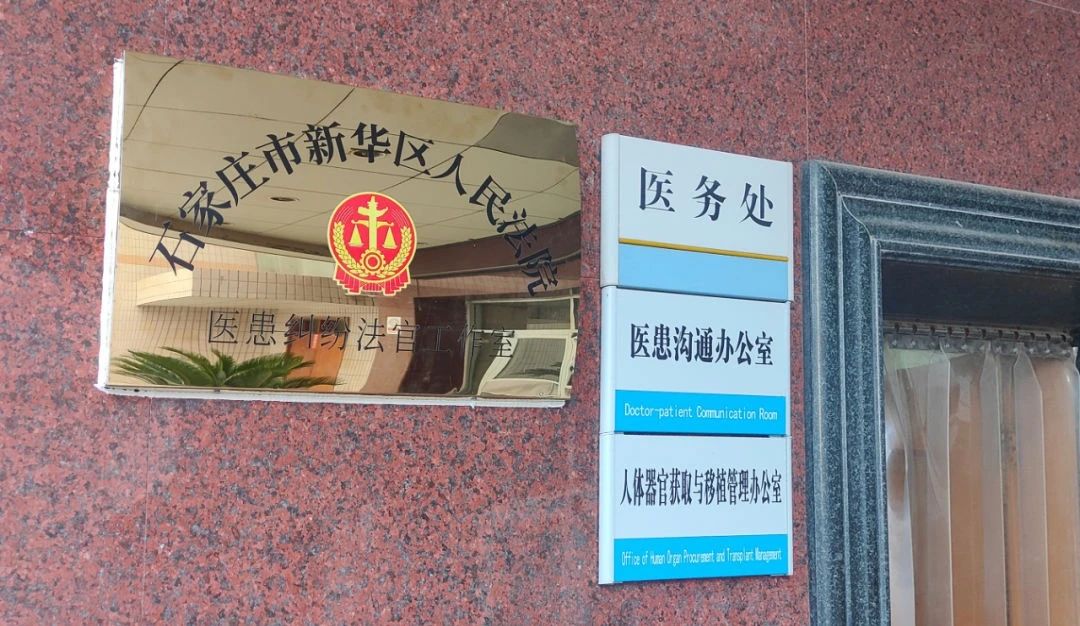 石家庄市新华区人民法院
医患纠纷法官工作室
医务处
医患沟通办公室
Doctor-patient Communication Room
人体器官获取与移植管理办公室
Office of Human Organ Procurement and Transplant Management